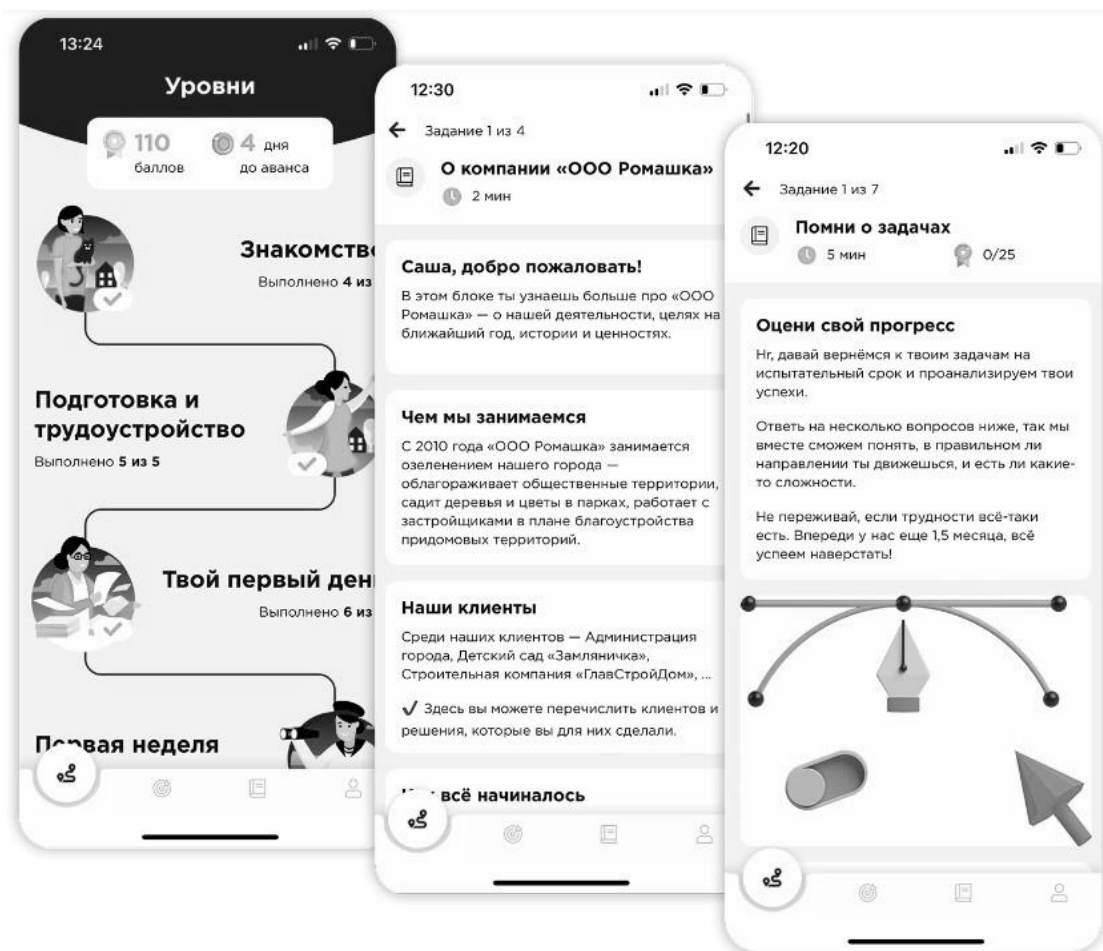 13:24
Уровни
110
баллов
4 дня
до аванса
Знакомство
Выполнено 4 из
Подготовка и
трудоустройство
Выполнено 5 из 5
Твой первый ден
Выполнено 6 из
Первая неделя
12:30
Задание 1 из 4
О компании «ООО Ромашка»
2 мин
Саша, добро пожаловать!
В этом блоке ты узнаешь больше про «ООО
Ромашка» — о нашей деятельности, целях на
ближайший год, истории и ценностях.
Чем мы занимаемся
С 2010 года «ООО Ромашка» занимается
озеленением нашего города —
облагораживает общественные территории,
садит деревья и цветы в парках, работает с
застройщиками в плане благоустройства
придомовых территорий.
Наши клиенты
Среди наших клиентов — Администрация
города, Детский сад «Замляничка»,
Строительная компания «ГлавСтройДом», ...
✓ Здесь вы можете перечислить клиентов и
решения, которые вы для них сделали.
всё начиналось
12:20
Задание 1 из 7
Помни о задачах
5 мин
0/25
Оцени свой прогресс
Hr, давай вернёмся к твоим задачам на
испытательный срок и проанализируем твои
успехи.
Ответь на несколько вопросов ниже, так мы
вместе сможем понять, в правильном ли
направлении ты движешься, и есть ли какие-
то сложности.
Не переживай, если трудности всё-таки
есть. Впереди у нас еще 1,5 месяца, всё
успеем наверстать!